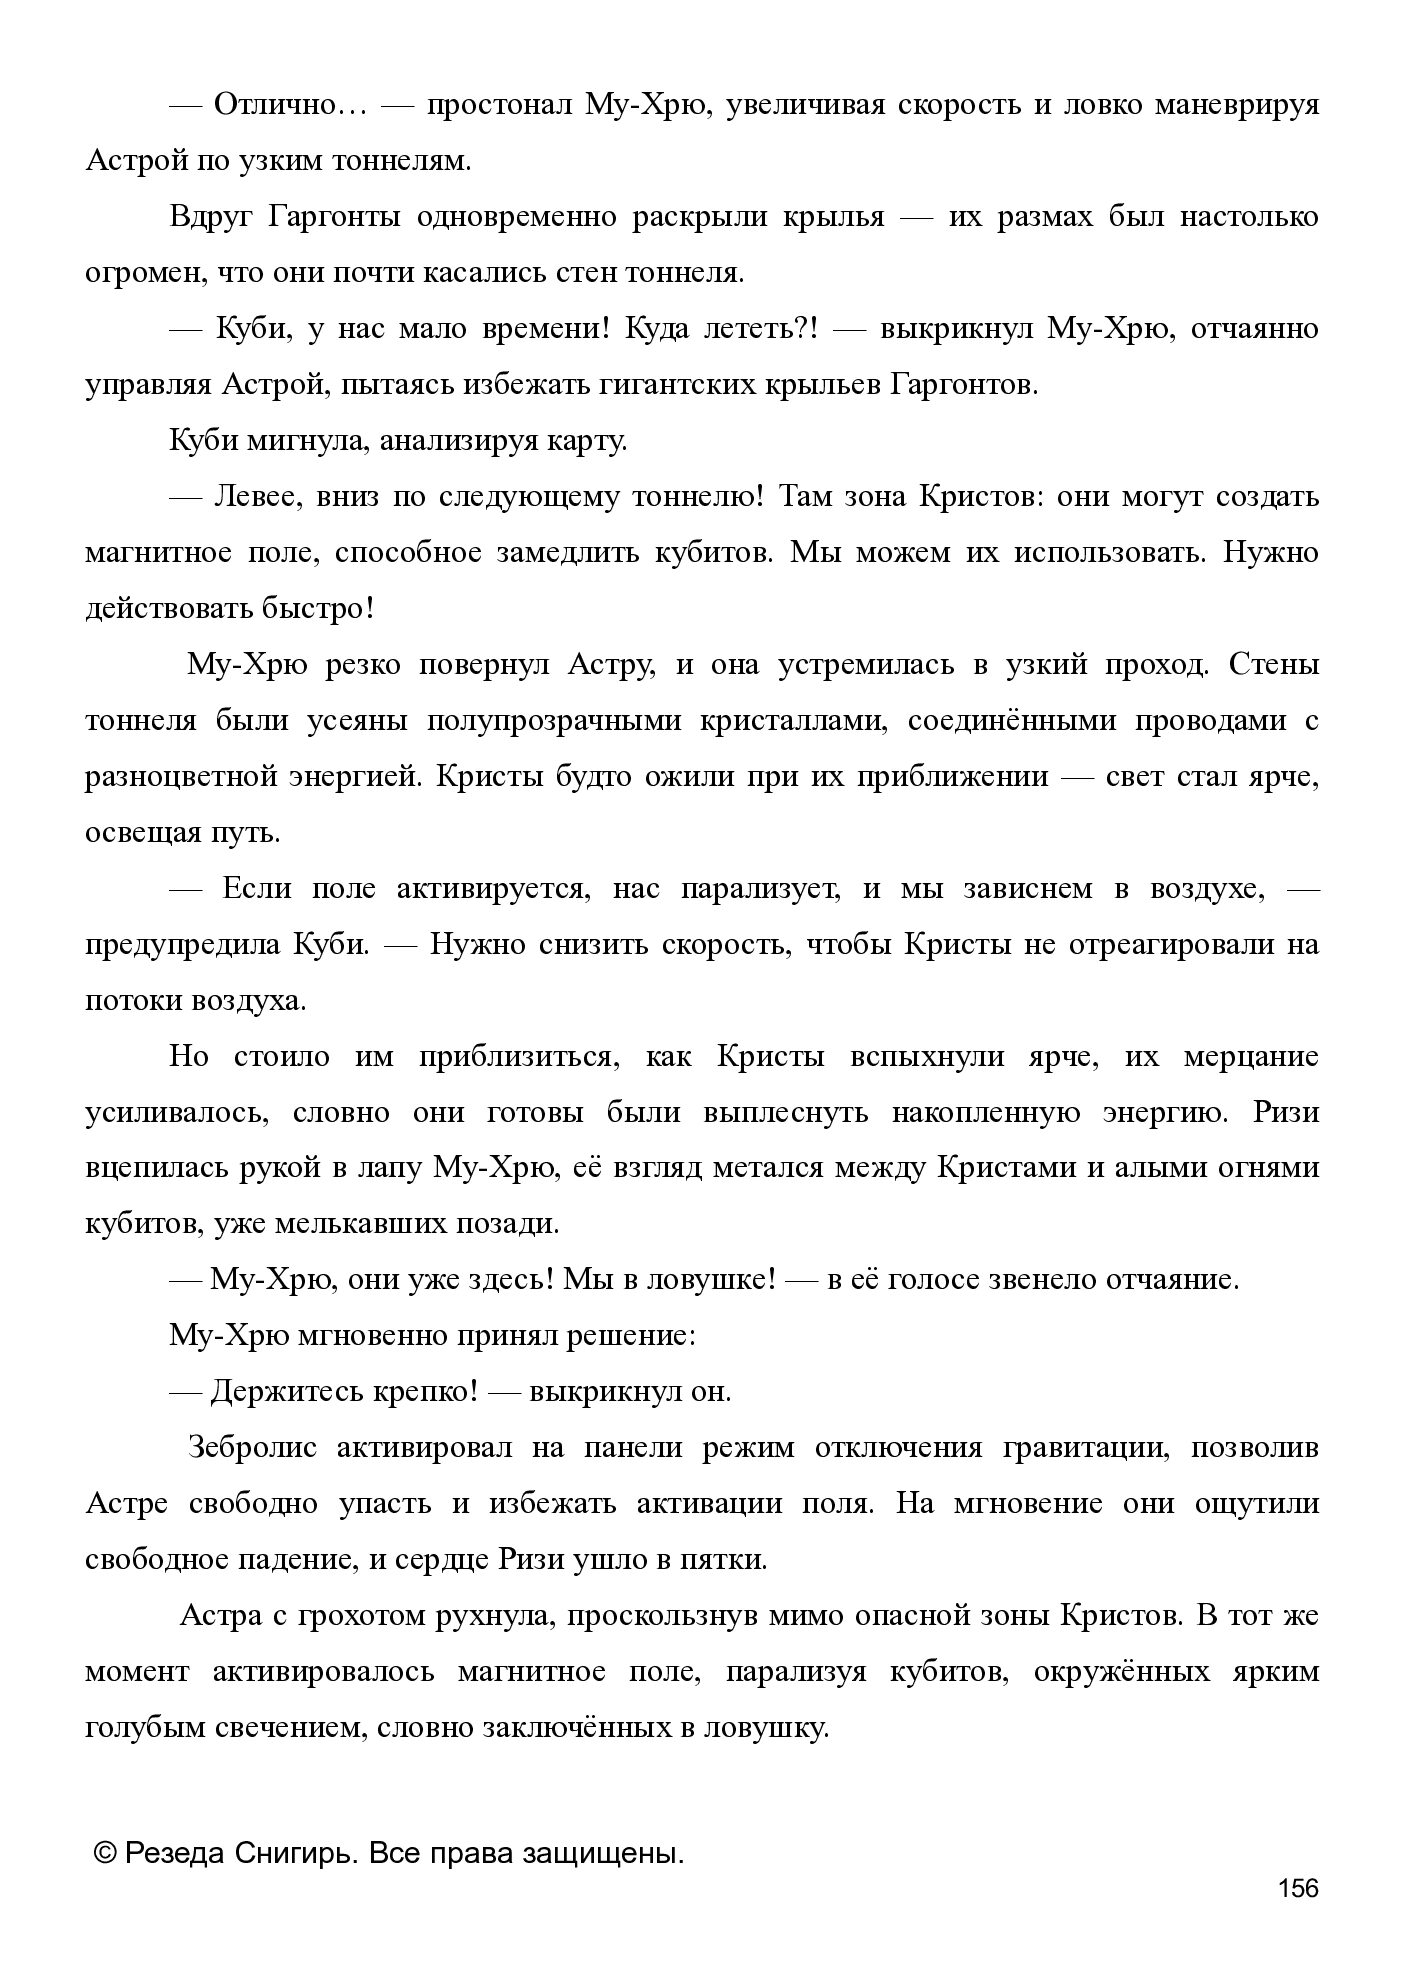 — Отлично… — простонал Му-Хрю, увеличивая скорость и ловко маневрируя
Астрой по узким тоннелям.
Вдруг Гаргонты одновременно раскрыли крылья — их размах был настолько
огромен, что они почти касались стен тоннеля.
— Куби, у нас мало времени! Куда лететь?! — выкрикнул Му-Хрю, отчаянно
управляя Астрой, пытаясь избежать гигантских крыльев Гаргонтов.
Куби мигнула, анализируя карту.
— Левее, вниз по следующему тоннелю! Там зона Кристов: они могут создать
магнитное поле, способное замедлить кубитов. Мы можем их использовать. Нужно
действовать быстро!
Му-Хрю резко повернул Астру, и она устремилась в узкий проход. Стены
тоннеля были усеяны полупрозрачными кристаллами, соединёнными проводами с
разноцветной энергией. Кристы будто ожили при их приближении — свет стал ярче,
освещая путь.
— Если поле активируется, нас парализует, и мы зависнем в воздухе, —
предупредила Куби. — Нужно снизить скорость, чтобы Кристы не отреагировали на
потоки воздуха.
Но стоило им приблизиться, как Кристы вспыхнули ярче, их мерцание
усиливалось, словно они готовы были выплеснуть накопленную энергию. Ризи
вцепилась рукой в лапу Му-Хрю, её взгляд метался между Кристами и алыми огнями
кубитов, уже мелькавших позади.
— Му-Хрю, они уже здесь! Мы в ловушке! — в её голосе звенело отчаяние.
Му-Хрю мгновенно принял решение:
— Держитесь крепко! — выкрикнул он.
Зебролис активировал на панели режим отключения гравитации, позволив
Астре свободно упасть и избежать активации поля. На мгновение они ощутили
свободное падение, и сердце Ризи ушло в пятки.
Астра с грохотом рухнула, проскользнув мимо опасной зоны Кристов. В тот же
момент активировалось магнитное поле, парализуя кубитов, окружённых ярким
голубым свечением, словно заключённых в ловушку.
© Резеда Снигирь. Все права защищены.
156